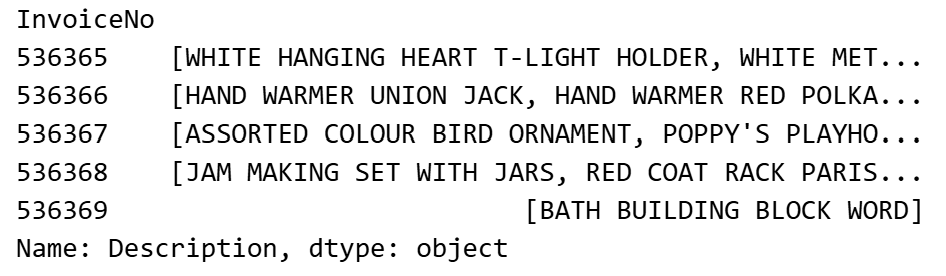 InvoiceNo
536365    [WHITE HANGING HEART T-LIGHT HOLDER, WHITE MET...
536366    [HAND WARMER UNION JACK, HAND WARMER RED POLKA...
536367    [ASSORTED COLOUR BIRD ORNAMENT, POPPY'S PLAYHO...
536368    [JAM MAKING SET WITH JARS, RED COAT RACK PARIS...
536369                           [BATH BUILDING BLOCK WORD]
Name: Description, dtype: object